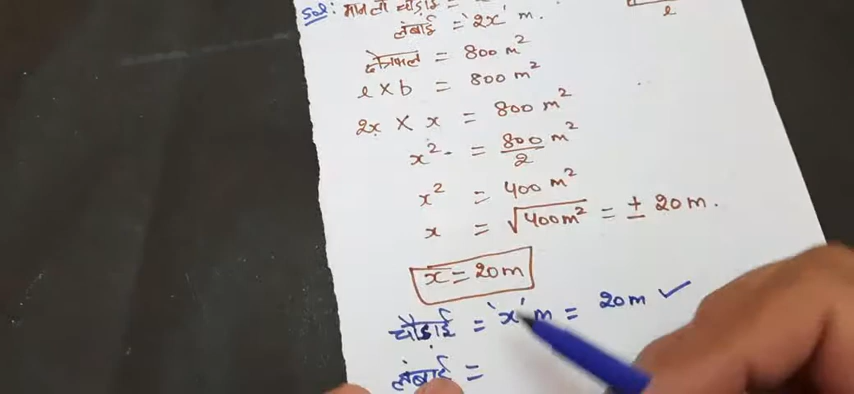 Sol: मान लो चौड़ाई =
l
लंबाई = '2x' m.
क्षेत्रफल = 800 m²
l × b = 800 m²
2x × x = 800 m²
x² = 800/2 m²
x² = 400 m²
x = √400m² = ± 20 m.
x = 20m
चौड़ाई = 'x' m = 20m ✓
लंबाई =